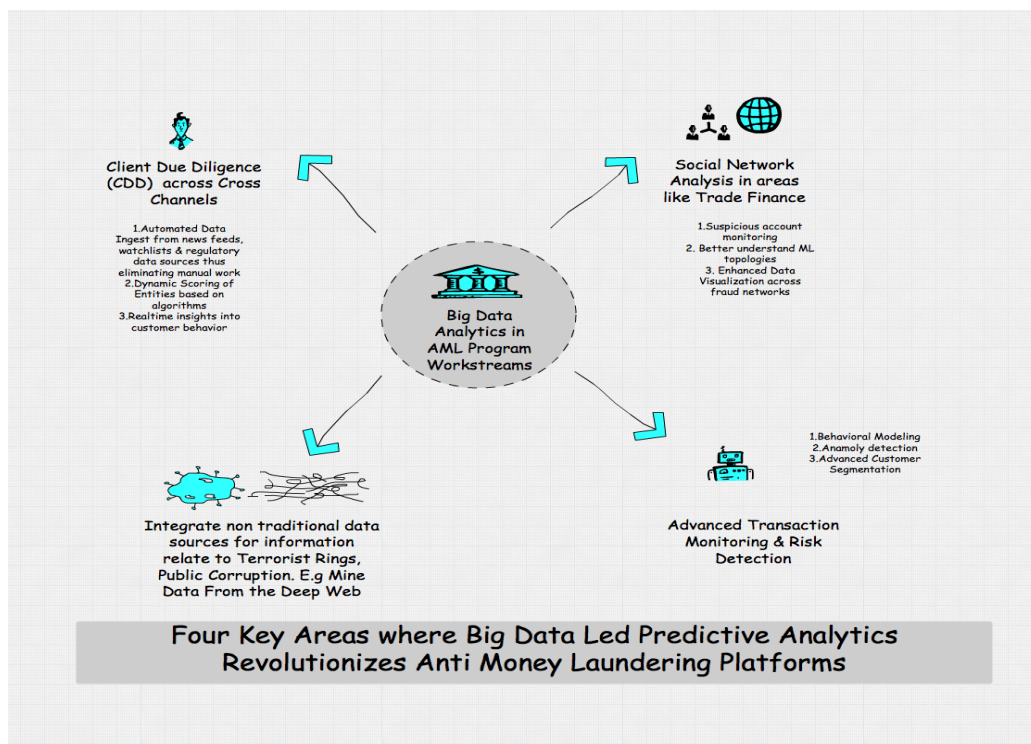 Client Due Diligence
(CDD) across Cross
Channels
1.Automated Data
Ingest from news feeds,
watchlists & regulatory
data sources thus
eliminating manual work
2.Dynamic Scoring of
Entities based on
algorithms
3.Realtime insights into
customer behavior
Social Network
Analysis in areas
like Trade Finance
1.Suspicious account
monitoring
2. Better understand ML
topologies
3. Enhanced Data
Visualization across
fraud networks
Big Data
Analytics in
AML Program
Workstreams
Integrate non traditional data
sources for information
relate to Terrorist Rings,
Public Corruption. E.g Mine
Data From the Deep Web
1.Behavioral Modeling
2.Anamoly detection
3.Advanced Customer
Segmentation
Advanced Transaction
Monitoring & Risk
Detection
Four Key Areas where Big Data Led Predictive Analytics
Revolutionizes Anti Money Laundering Platforms